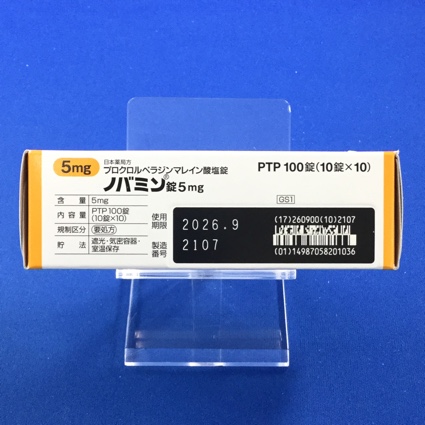 5mg
日本薬局方
プロクロルペラジンマレイン酸塩錠
ノバミン®錠5mg
PTP 100錠(10錠×10)
含量 5mg
内容量 PTP100錠
(10錠×10)
規制区分 要処方
貯法 遮光・気密容器・
室温保存
使用
期限
2026.9
製造
番号
2107
GS1
(17)260900(10)2107
(01)14987058201036